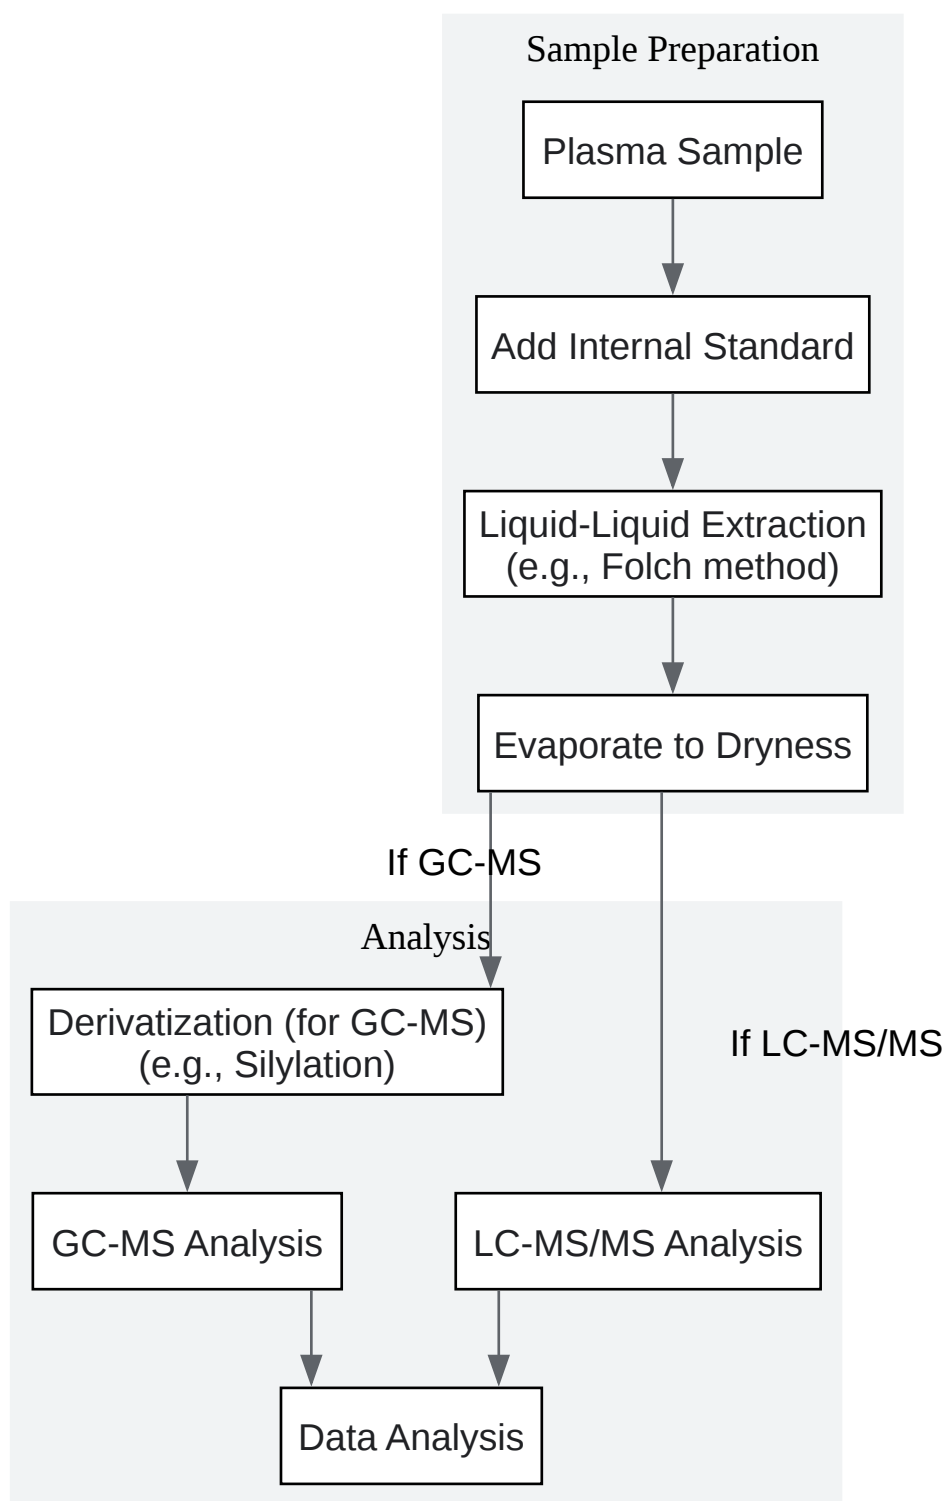 Sample Preparation
Plasma Sample
Add Internal Standard
Liquid-Liquid Extraction
(e.g., Folch method)
Evaporate to Dryness
If GC-MS
Analysis
Derivatization (for GC-MS)
(e.g., Silylation)
If LC-MS/MS
GC-MS Analysis
LC-MS/MS Analysis
Data Analysis